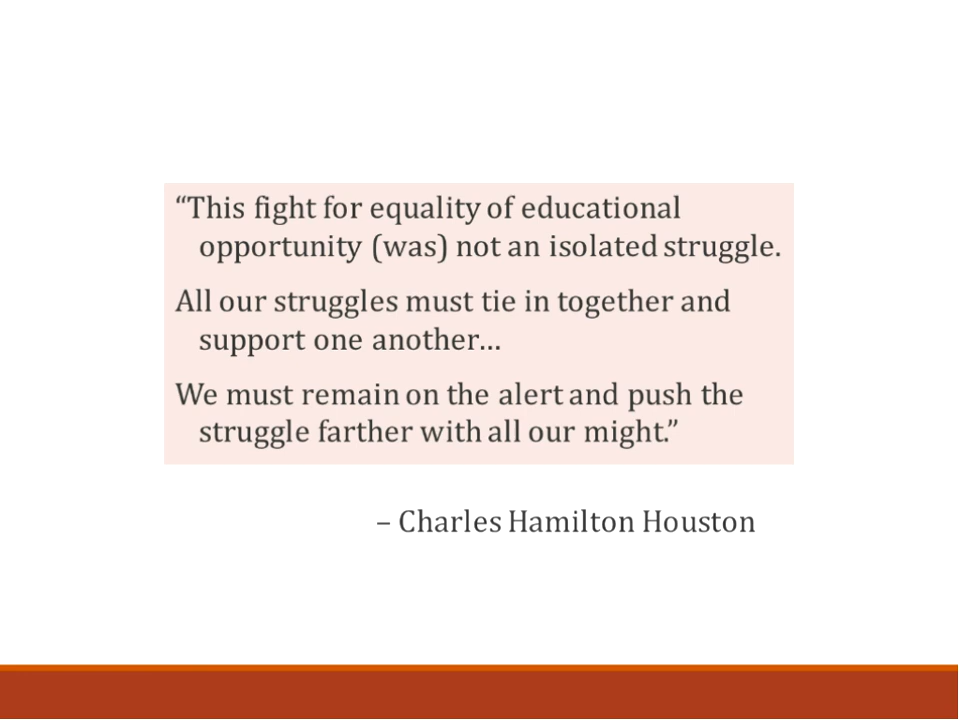 “This fight for equality of educational
opportunity (was) not an isolated struggle.
All our struggles must tie in together and
support one another…
We must remain on the alert and push the
struggle farther with all our might.”
– Charles Hamilton Houston